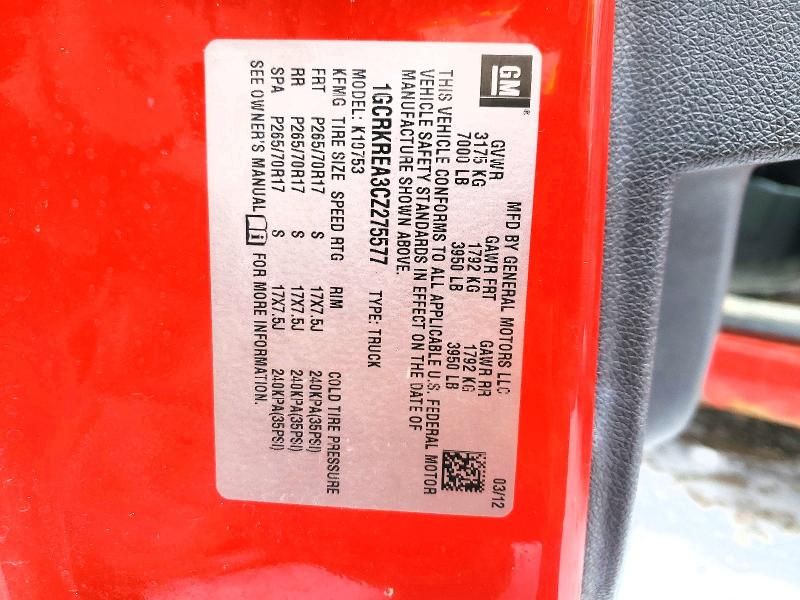 GM®
MFD BY GENERAL MOTORS LLC 03/12
GVWR GAWR FRT GAWR RR
3175 KG 1792 KG 1792 KG
7000 LB 3950 LB 3950 LB
THIS VEHICLE CONFORMS TO ALL APPLICABLE U.S. FEDERAL MOTOR
VEHICLE SAFETY STANDARDS IN EFFECT ON THE DATE OF
MANUFACTURE SHOWN ABOVE.
1GCRKREA3CZ275577 TYPE: TRUCK
MODEL: K10753
KFMG TIRE SIZE SPEED RTG RIM COLD TIRE PRESSURE
FRT P265/70R17 S 17X7.5J 240KPA(35PSI)
RR P265/70R17 S 17X7.5J 240KPA(35PSI)
SPA P265/70R17 S 17X7.5J 240KPA(35PSI)
SEE OWNER'S MANUAL i FOR MORE INFORMATION.